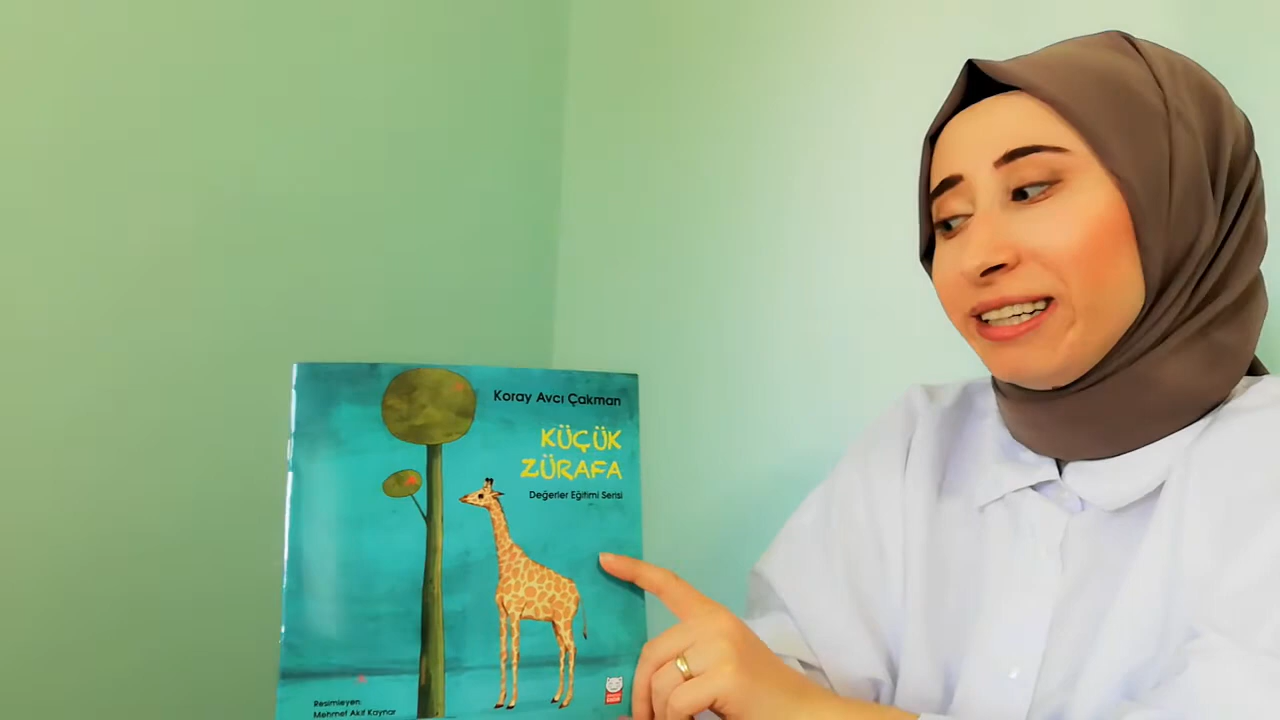 Koray Avcı Çakman
KÜÇÜK
ZÜRAFA
Değerler Eğitimi Serisi
Resimleyen
Mehmet Akif Kaynar